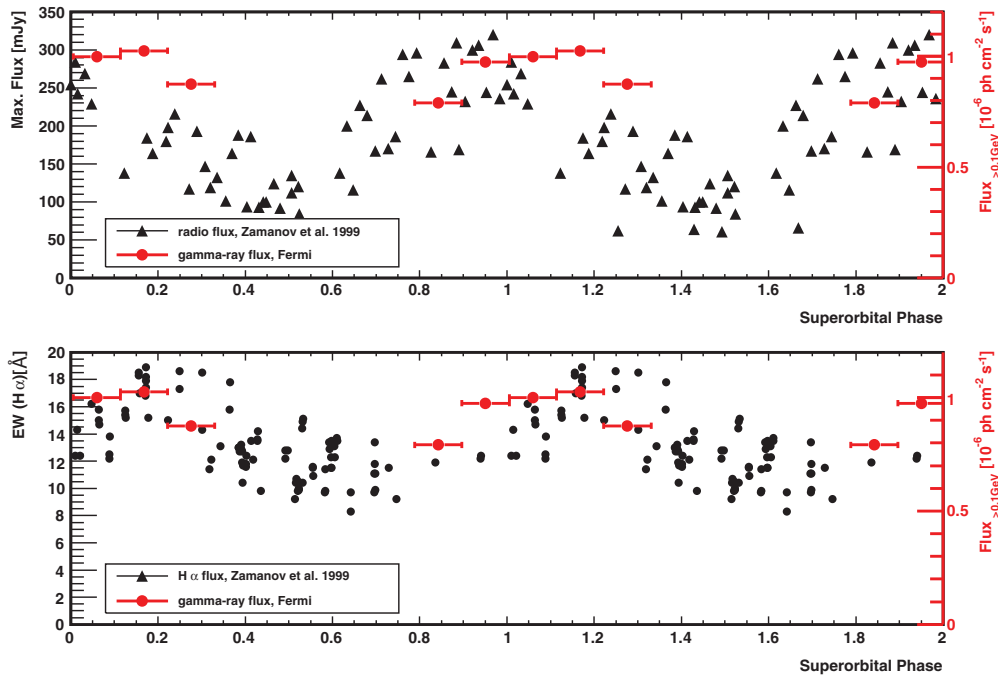 350
300
250
200
150
100
50
0
Max. Flux [mJy]
radio flux, Zamanov et al. 1999
gamma-ray flux, Fermi
1
0.5
0
Flux >0.1GeV [10-6 ph cm-2 s-1]
0 0.2 0.4 0.6 0.8 1 1.2 1.4 1.6 1.8 2
Superorbital Phase
20
18
16
14
12
10
8
6
4
2
0
EW (H α)[Å]
H α flux, Zamanov et al. 1999
gamma-ray flux, Fermi
1
0.5
0
Flux >0.1GeV [10-6 ph cm-2 s-1]
0 0.2 0.4 0.6 0.8 1 1.2 1.4 1.6 1.8 2
Superorbital Phase